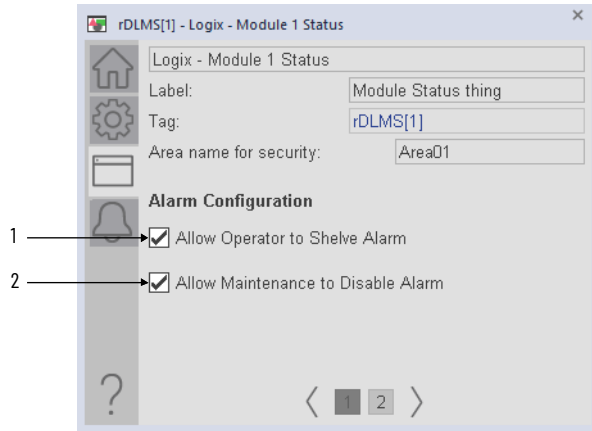 rDLMS[1] - Logix - Module 1 Status
Logix - Module 1 Status
Label: Module Status thing
Tag: rDLMS[1]
Area name for security: Area01
Alarm Configuration
1 Allow Operator to Shelve Alarm
2 Allow Maintenance to Disable Alarm
? 1 2